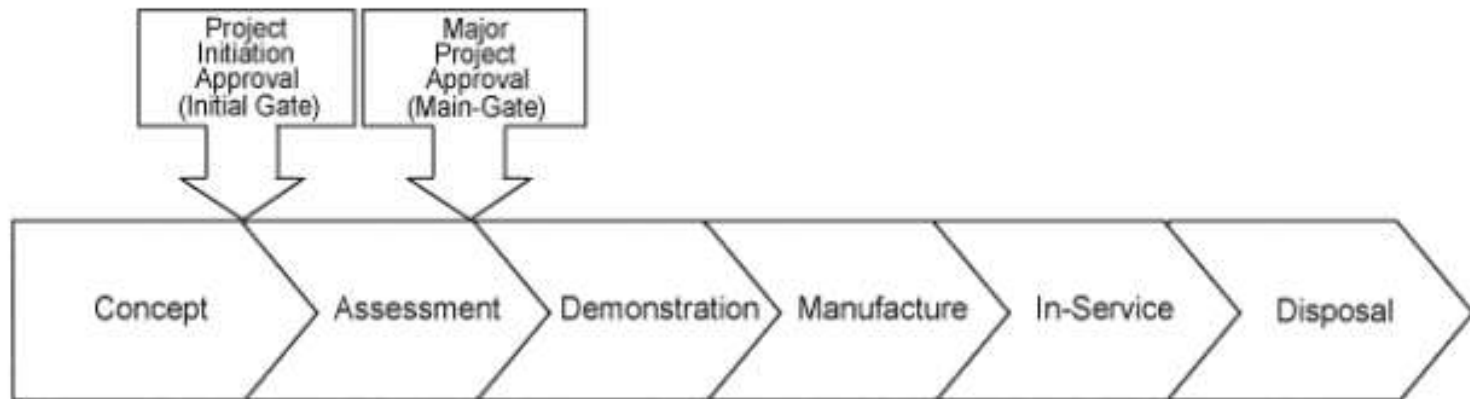 Project
Initiation
Approval
(Initial Gate)
Major
Project
Approval
(Main-Gate)
Concept
Assessment
Demonstration
Manufacture
In-Service
Disposal